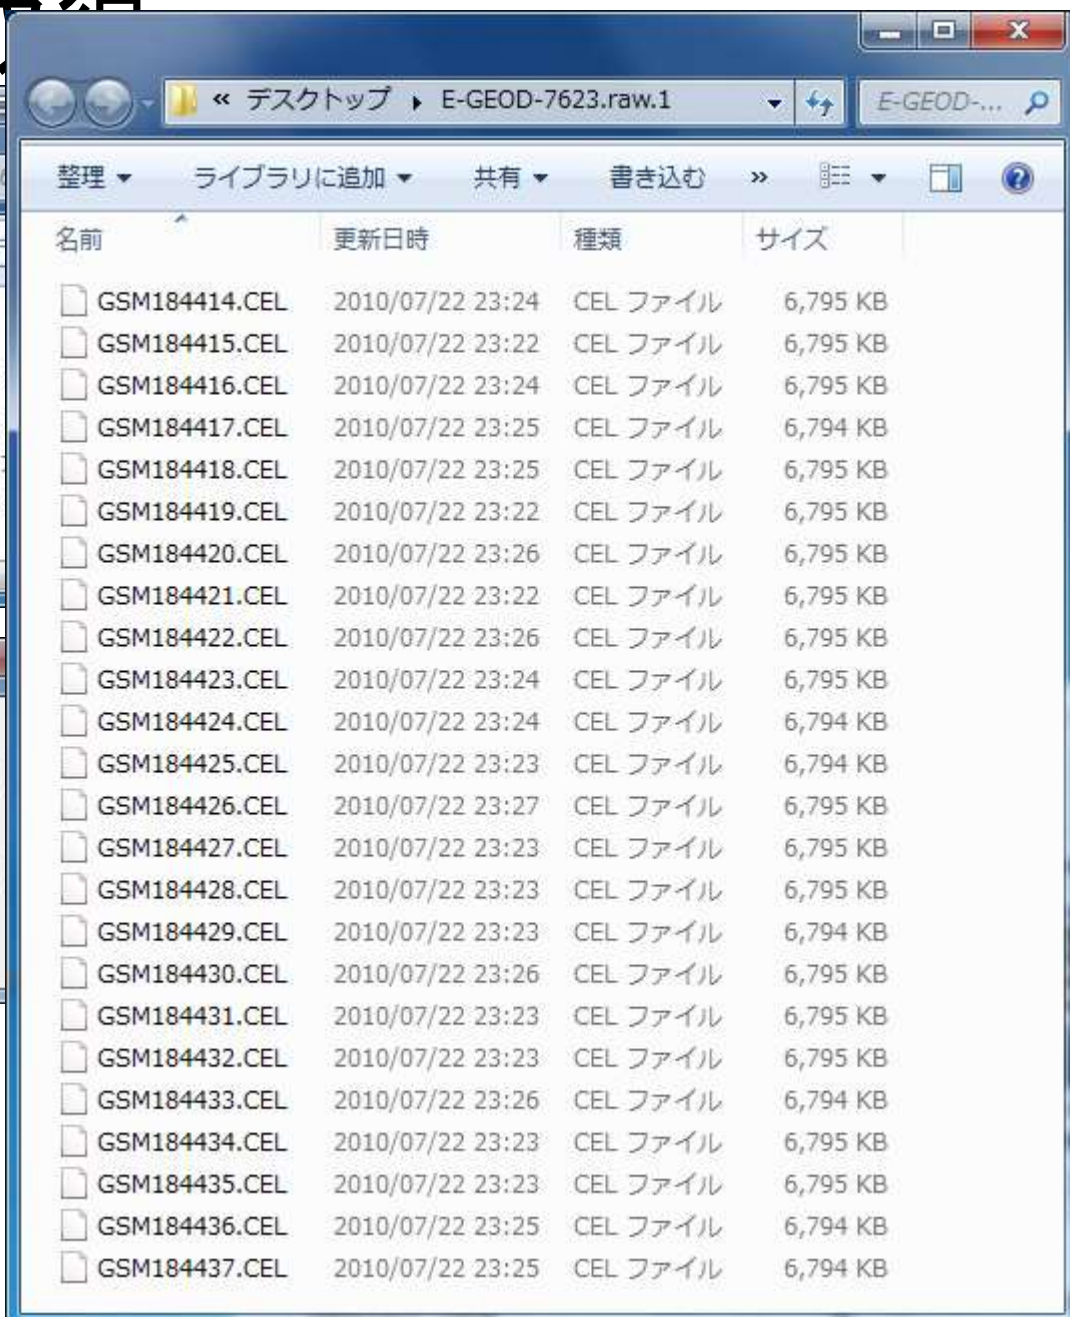 « デスクトップ ▸ E-GEOD-7623.raw.1 E-GEOD-...
整理 ライブラリに追加 共有 書き込む »
名前 更新日時 種類 サイズ
GSM184414.CEL 2010/07/22 23:24 CEL ファイル 6,795 KB
GSM184415.CEL 2010/07/22 23:22 CEL ファイル 6,795 KB
GSM184416.CEL 2010/07/22 23:24 CEL ファイル 6,795 KB
GSM184417.CEL 2010/07/22 23:25 CEL ファイル 6,794 KB
GSM184418.CEL 2010/07/22 23:25 CEL ファイル 6,795 KB
GSM184419.CEL 2010/07/22 23:22 CEL ファイル 6,795 KB
GSM184420.CEL 2010/07/22 23:26 CEL ファイル 6,795 KB
GSM184421.CEL 2010/07/22 23:22 CEL ファイル 6,795 KB
GSM184422.CEL 2010/07/22 23:26 CEL ファイル 6,795 KB
GSM184423.CEL 2010/07/22 23:24 CEL ファイル 6,795 KB
GSM184424.CEL 2010/07/22 23:24 CEL ファイル 6,794 KB
GSM184425.CEL 2010/07/22 23:23 CEL ファイル 6,794 KB
GSM184426.CEL 2010/07/22 23:27 CEL ファイル 6,795 KB
GSM184427.CEL 2010/07/22 23:23 CEL ファイル 6,795 KB
GSM184428.CEL 2010/07/22 23:23 CEL ファイル 6,795 KB
GSM184429.CEL 2010/07/22 23:23 CEL ファイル 6,794 KB
GSM184430.CEL 2010/07/22 23:26 CEL ファイル 6,795 KB
GSM184431.CEL 2010/07/22 23:23 CEL ファイル 6,795 KB
GSM184432.CEL 2010/07/22 23:23 CEL ファイル 6,795 KB
GSM184433.CEL 2010/07/22 23:26 CEL ファイル 6,794 KB
GSM184434.CEL 2010/07/22 23:23 CEL ファイル 6,795 KB
GSM184435.CEL 2010/07/22 23:23 CEL ファイル 6,795 KB
GSM184436.CEL 2010/07/22 23:25 CEL ファイル 6,794 KB
GSM184437.CEL 2010/07/22 23:25 CEL ファイル 6,794 KB